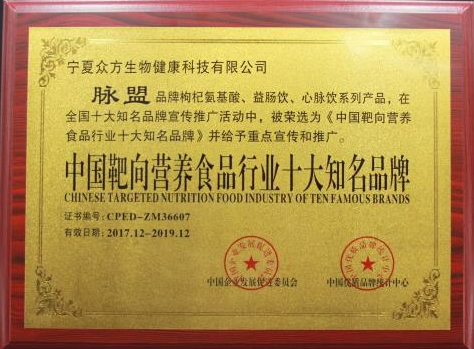 宁夏众方生物健康科技有限公司
脉盟 品牌枸杞氨基酸、益肠饮、心脉饮系列产品，在
全国十大知名品牌宣传推广活动中，被荣选为《中国靶向营养
食品行业十大知名品牌》并给予重点宣传和推广。
中国靶向营养食品行业十大知名品牌
CHINESE TARGETED NUTRITION FOOD INDUSTRY OF TEN FAMOUS BRANDS
证书编号：CPED-ZM36607
有效日期：2017.12-2019.12
中国企业发展促进委员会
中国优质品牌统计中心